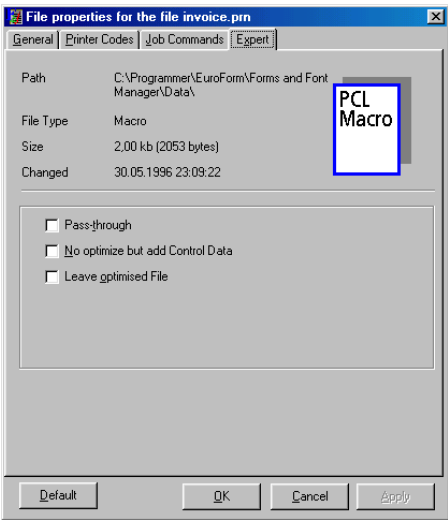 File properties for the file invoice.prn
General Printer Codes Job Commands Expert
Path C:\Programmer\EuroForm\Forms and Font
Manager\Data\
PCL
Macro
File Type Macro
Size 2,00 kb (2053 bytes)
Changed 30.05.1996 23:09:22
Pass-through
No optimize but add Control Data
Leave optimised File
Default OK Cancel Apply